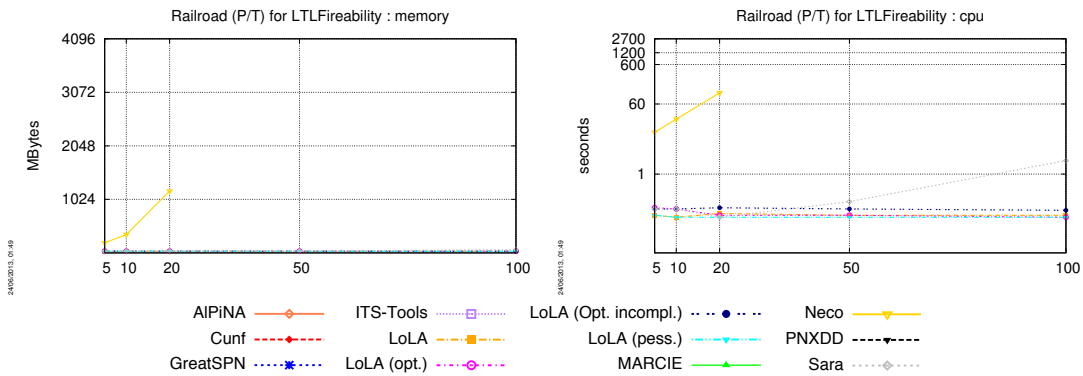 Railroad (P/T) for LTLFireability : memory
4096
3072
2048
1024
MBytes
5 10 20 50 100
24/06/2013, 01:49
Railroad (P/T) for LTLFireability : cpu
2700
1200
600
60
1
seconds
5 10 20 50 100
24/06/2013, 01:49
AlPiNA ITS-Tools LoLA (Opt. incompl.) Neco
Cunf LoLA LoLA (pess.) PNXDD
GreatSPN LoLA (opt.) MARCIE Sara